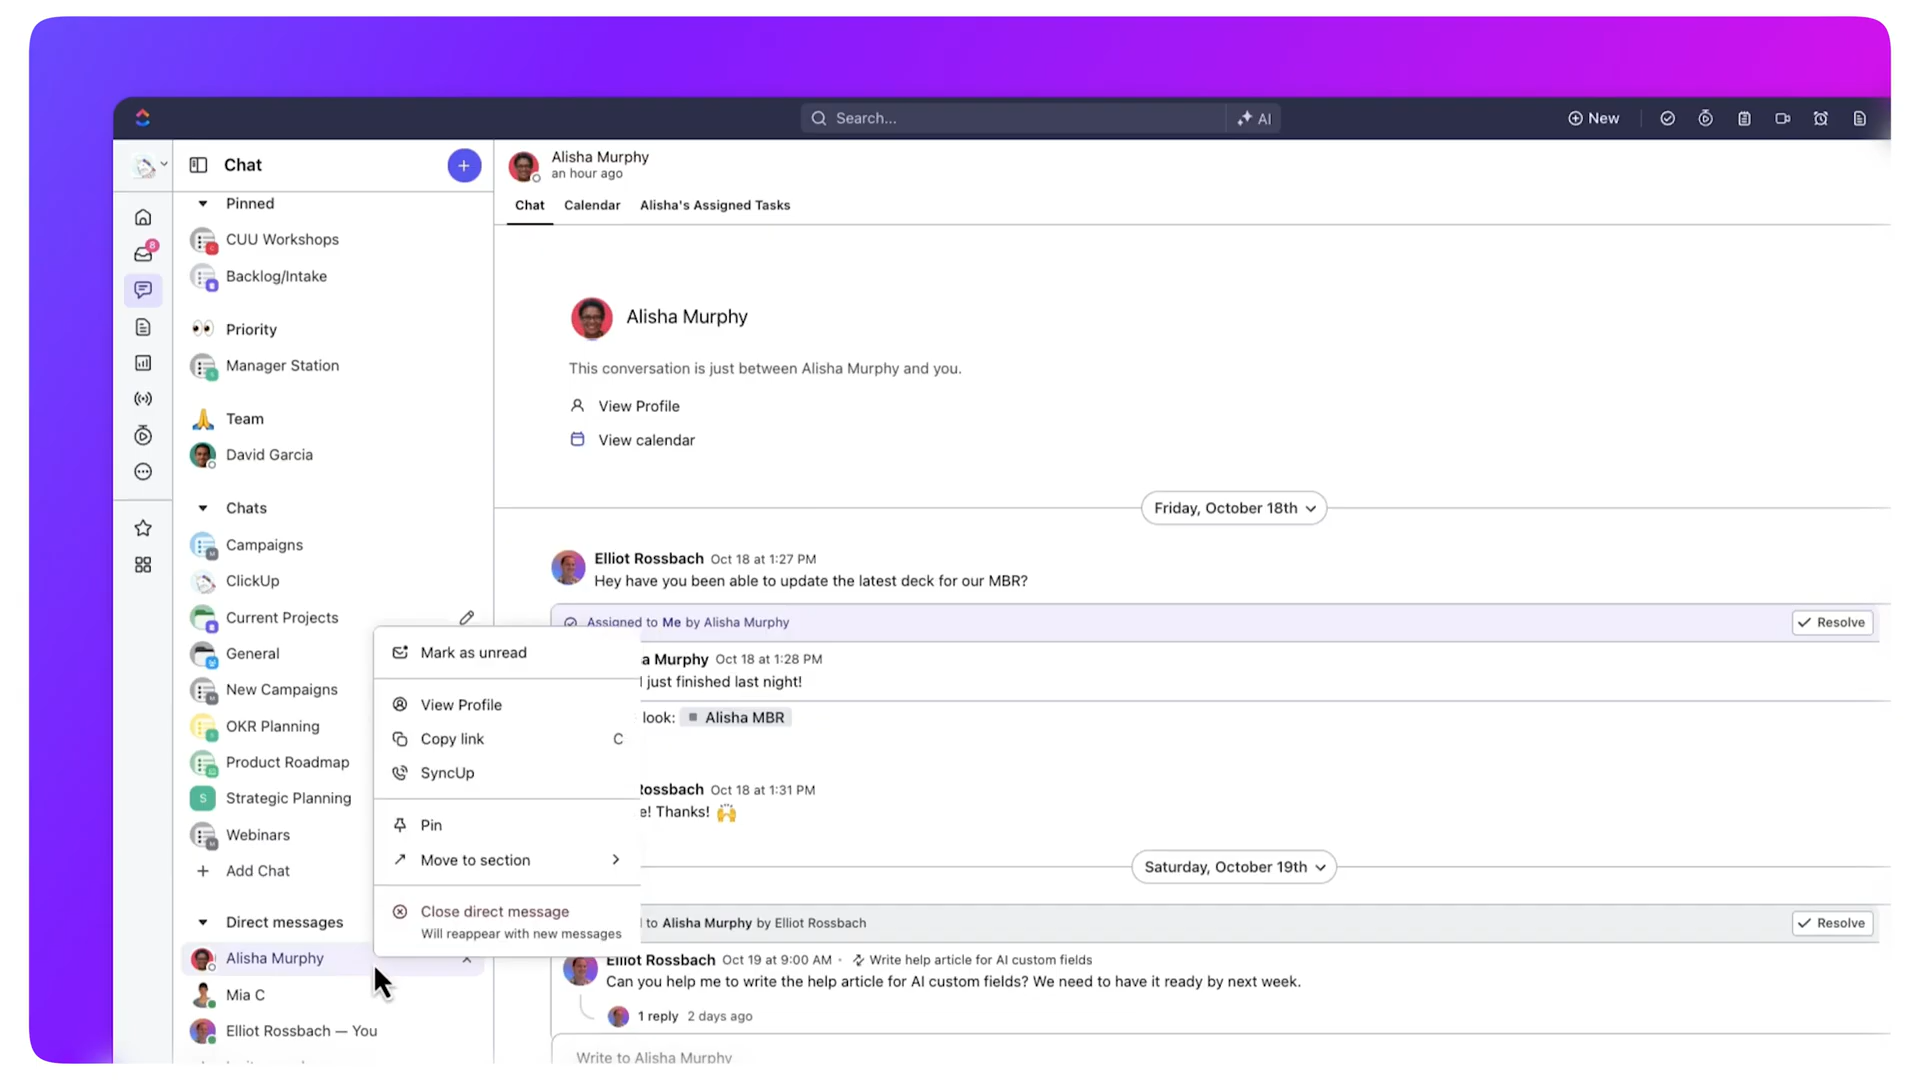 Search...
AI
New
Chat
8
Pinned
CUU Workshops
Backlog/Intake
Priority
Manager Station
Team
David Garcia
Chats
Campaigns
ClickUp
Current Projects
General
New Campaigns
OKR Planning
Product Roadmap
S
Strategic Planning
Webinars
Add Chat
Direct messages
Alisha Murphy
Mia C
Elliot Rossbach — You
Mark as unread
View Profile
Copy link C
SyncUp
Pin
Move to section
Close direct message
Will reappear with new messages
Alisha Murphy
an hour ago
Chat Calendar Alisha's Assigned Tasks
Alisha Murphy
This conversation is just between Alisha Murphy and you.
View Profile
View calendar
Friday, October 18th
Elliot Rossbach Oct 18 at 1:27 PM
Hey have you been able to update the latest deck for our MBR?
Assigned to Me by Alisha Murphy
Resolve
a Murphy Oct 18 at 1:28 PM
I just finished last night!
look: Alisha MBR
Rossbach Oct 18 at 1:31 PM
e! Thanks! 🙌
Saturday, October 19th
to Alisha Murphy by Elliot Rossbach
Resolve
Elliot Rossbach Oct 19 at 9:00 AM • Write help article for AI custom fields
Can you help me to write the help article for AI custom fields? We need to have it ready by next week.
1 reply 2 days ago
Write to Alisha Murphy